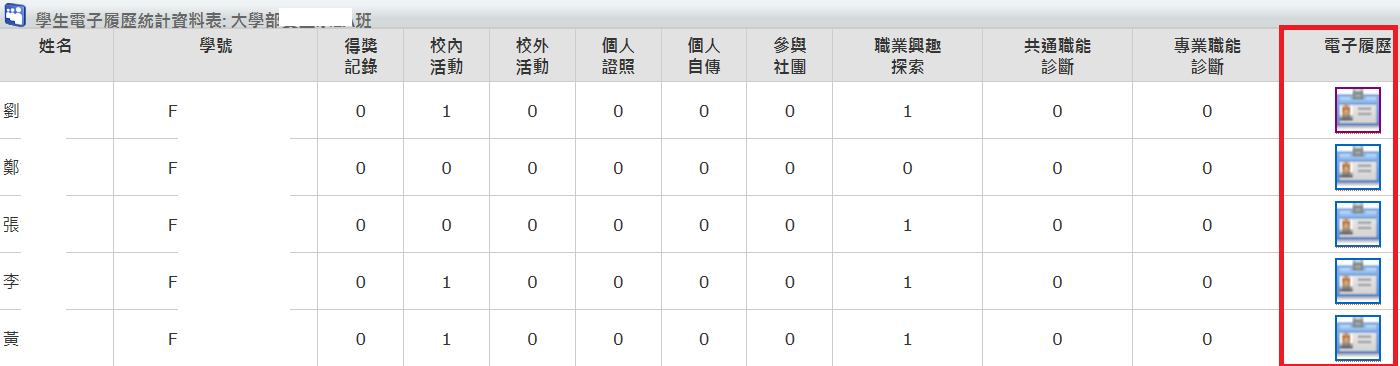 學生電子履歷統計資料表: 大學部 班
姓名 學號 得獎記錄 校內活動 校外活動 個人證照 個人自傳 參與社團 職業興趣探索 共通職能診斷 專業職能診斷 電子履歷
劉 F 0 1 0 0 0 0 1 0 0
鄭 F 0 0 0 0 0 0 0 0 0
張 F 0 0 0 0 0 0 1 0 0
李 F 0 1 0 0 0 0 1 0 0
黃 F 0 1 0 0 0 0 1 0 0